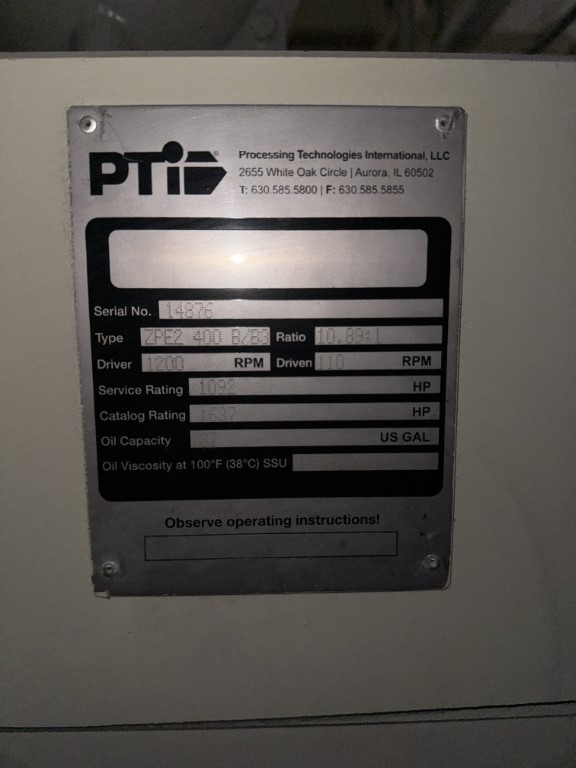 PTi
Processing Technologies International, LLC
2655 White Oak Circle | Aurora, IL 60502
T: 630.585.5800 | F: 630.585.5855
Serial No. 14876
Type ZPE2 400 B/B3 Ratio 10.89:1
Driver 1200 RPM Driven 110 RPM
Service Rating 1092 HP
Catalog Rating 1637 HP
Oil Capacity US GAL
Oil Viscosity at 100°F (38°C) SSU
Observe operating instructions!